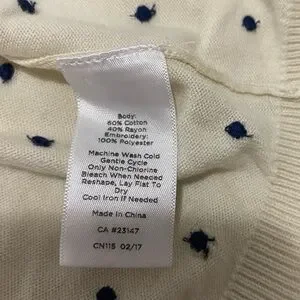 Body:
60% Cotton
40% Rayon
Embroidery:
100% Polyester
Machine Wash Cold
Gentle Cycle
Only Non-Chlorine
Bleach When Needed
Reshape, Lay Flat To
Dry
Cool Iron If Needed
Made in China
CA #23147
CN115 02/17